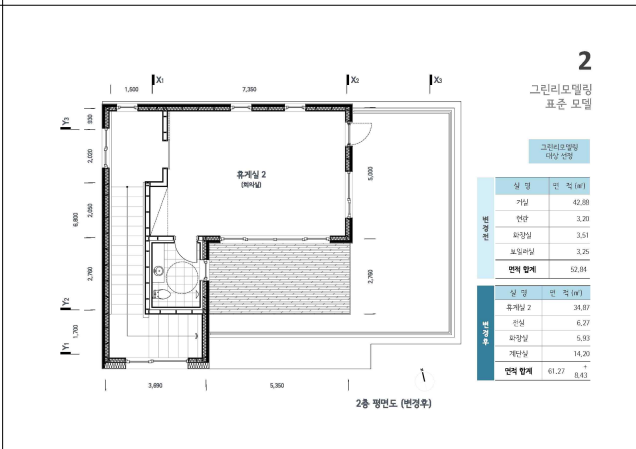 2
그린리모델링
표준 모델
X1
X2
X3
1,500
7,350
Y3
930
2,020
휴게실 2
(회의실)
5,000
6,800
2,050
2,760
2,760
Y2
1,700
Y1
3,690
5,350
2층 평면도 (변경후)
그린리모델링
대상 선정
변경전
실 명 면 적 (㎡)
거실 42,88
현관 3,20
화장실 3,51
보일러실 3,25
면적 합계 52,84
변경후
실 명 면 적 (㎡)
휴게실 2 34,87
전실 6,27
화장실 5,93
계단실 14,20
면적 합계 61.27 + 8,43